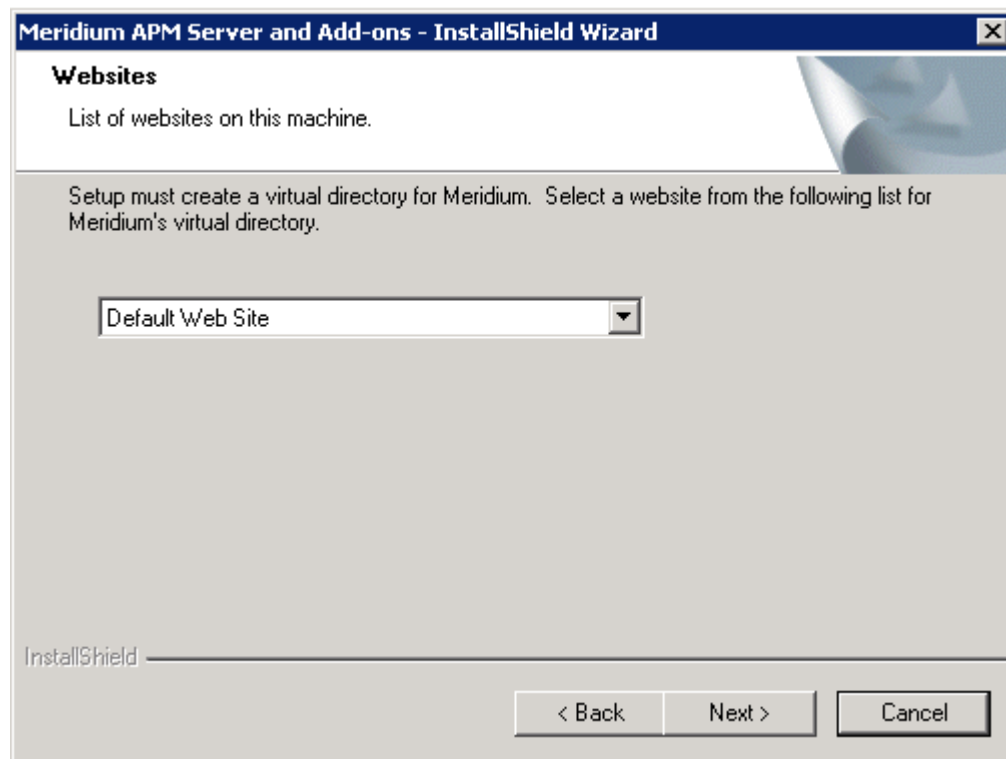 Meridium APM Server and Add-ons - InstallShield Wizard
Websites
List of websites on this machine.
Setup must create a virtual directory for Meridium.  Select a website from the following list for
Meridium's virtual directory.
Default Web Site
InstallShield
< Back
Next >
Cancel